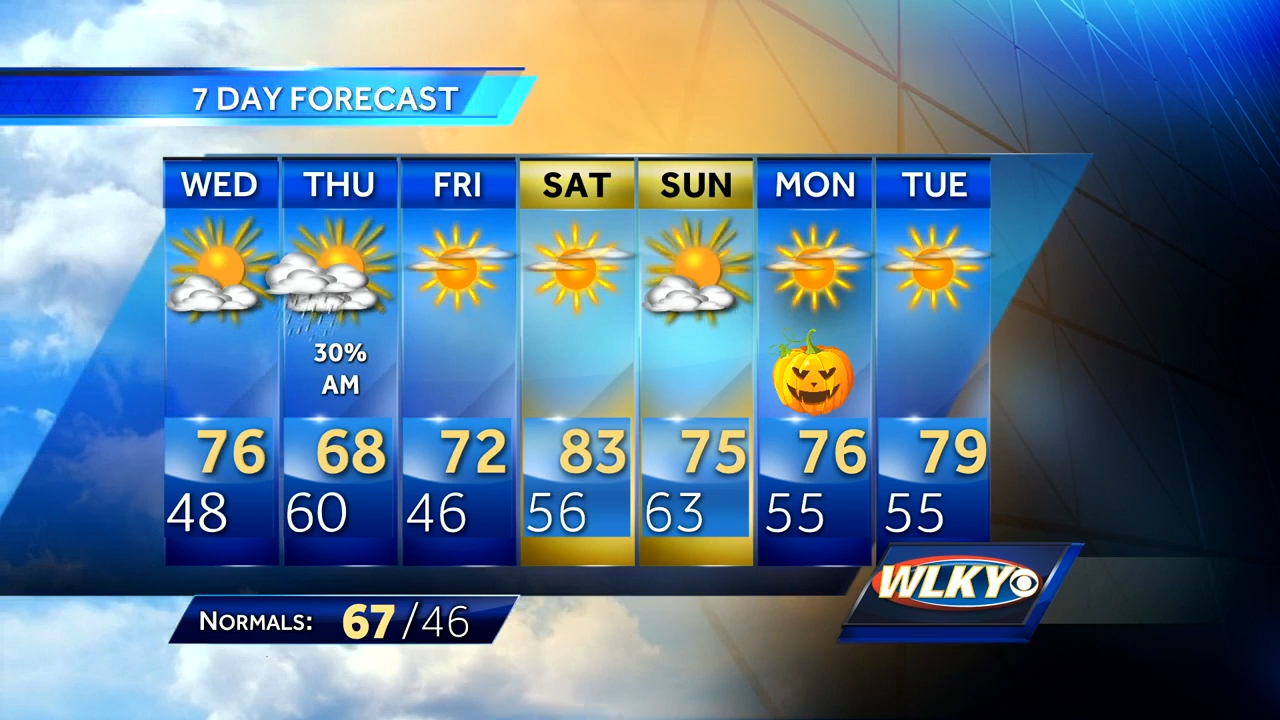 7 DAY FORECAST
WED THU FRI SAT SUN MON TUE
30%
AM
76 68 72 83 75 76 79
48 60 46 56 63 55 55
WLKY
NORMALS: 67/46